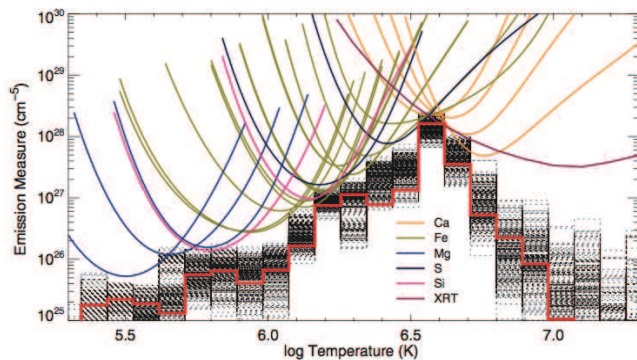 10^30
10^29
10^28
10^27
10^26
10^25
Emission Measure (cm^-5)
Ca
Fe
Mg
S
Si
XRT
5.5 6.0 6.5 7.0
log Temperature (K)